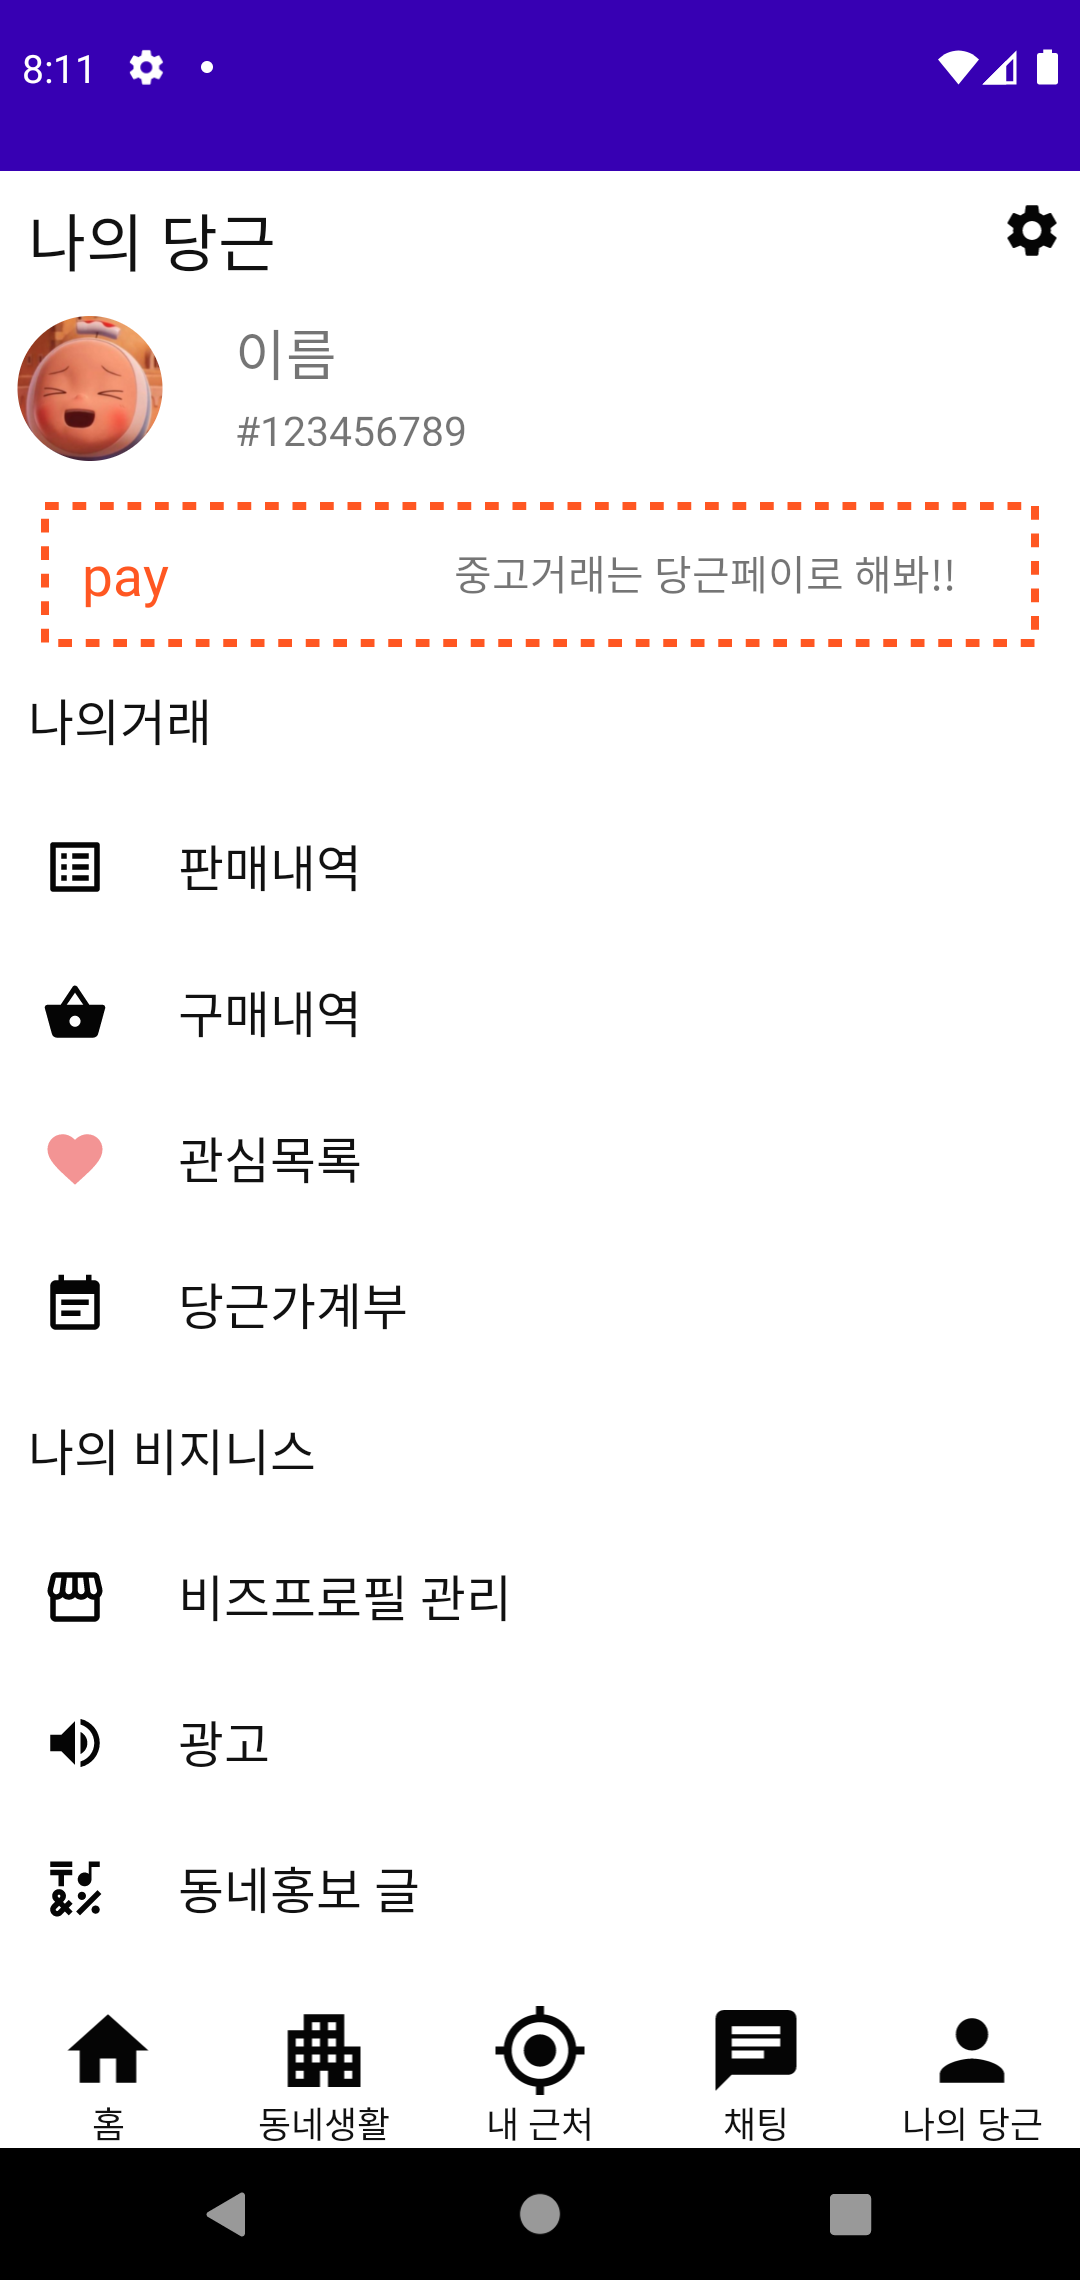 8:11
나의 당근
이름
#123456789
pay
중고거래는 당근페이로 해봐!!
나의거래
판매내역
구매내역
관심목록
당근가계부
나의 비지니스
비즈프로필 관리
광고
동네홍보 글
홈
동네생활
내 근처
채팅
나의 당근